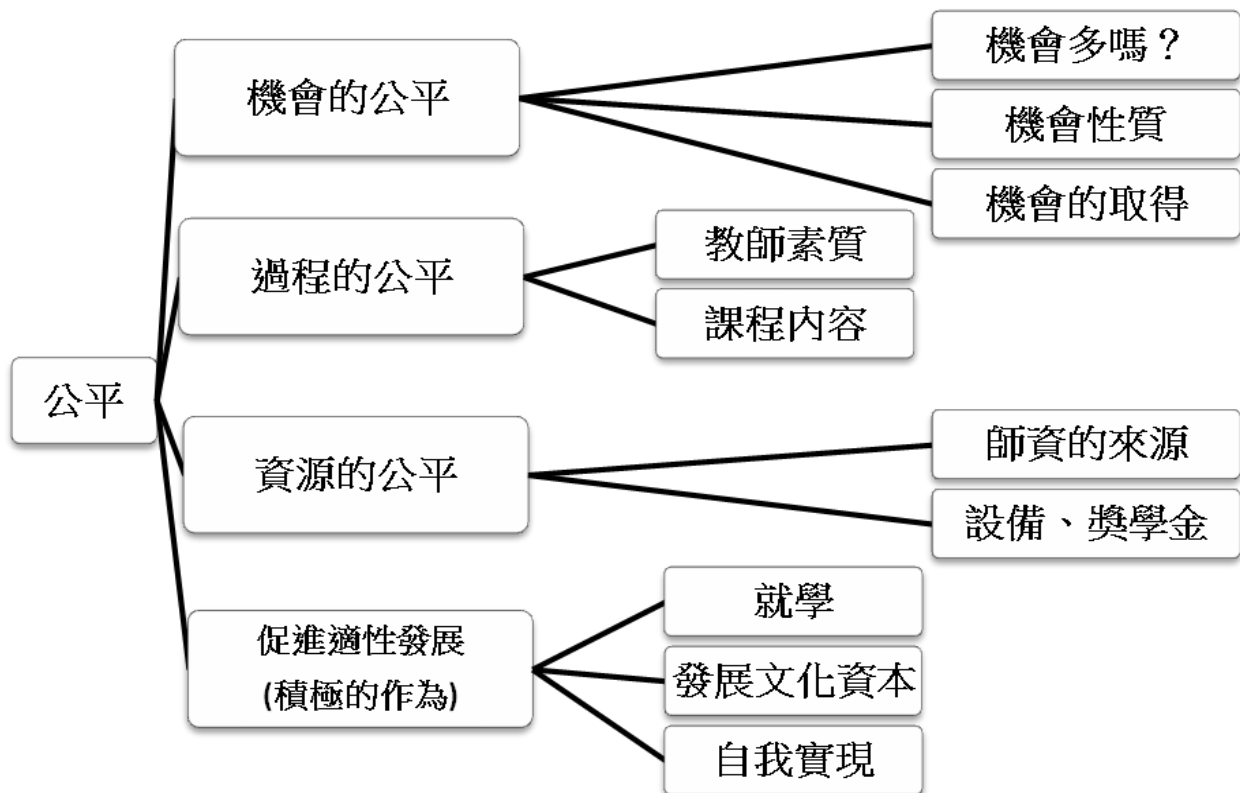 公平
機會的公平
機會多嗎？
機會性質
機會的取得
過程的公平
教師素質
課程內容
資源的公平
師資的來源
設備、獎學金
促進適性發展
(積極的作為)
就學
發展文化資本
自我實現